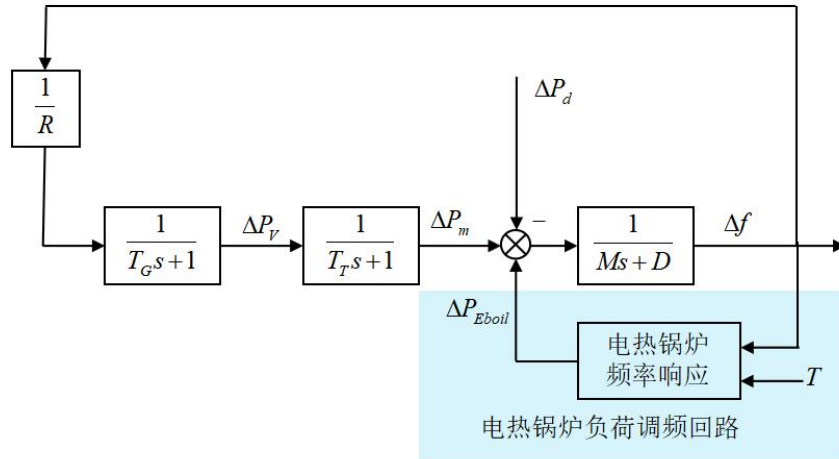 1
R
ΔP_d
1
T_G s+1
ΔP_V
1
T_T s+1
ΔP_m
−
1
Ms+D
Δf
ΔP_Eboil
电热锅炉
频率响应
T
电热锅炉负荷调频回路